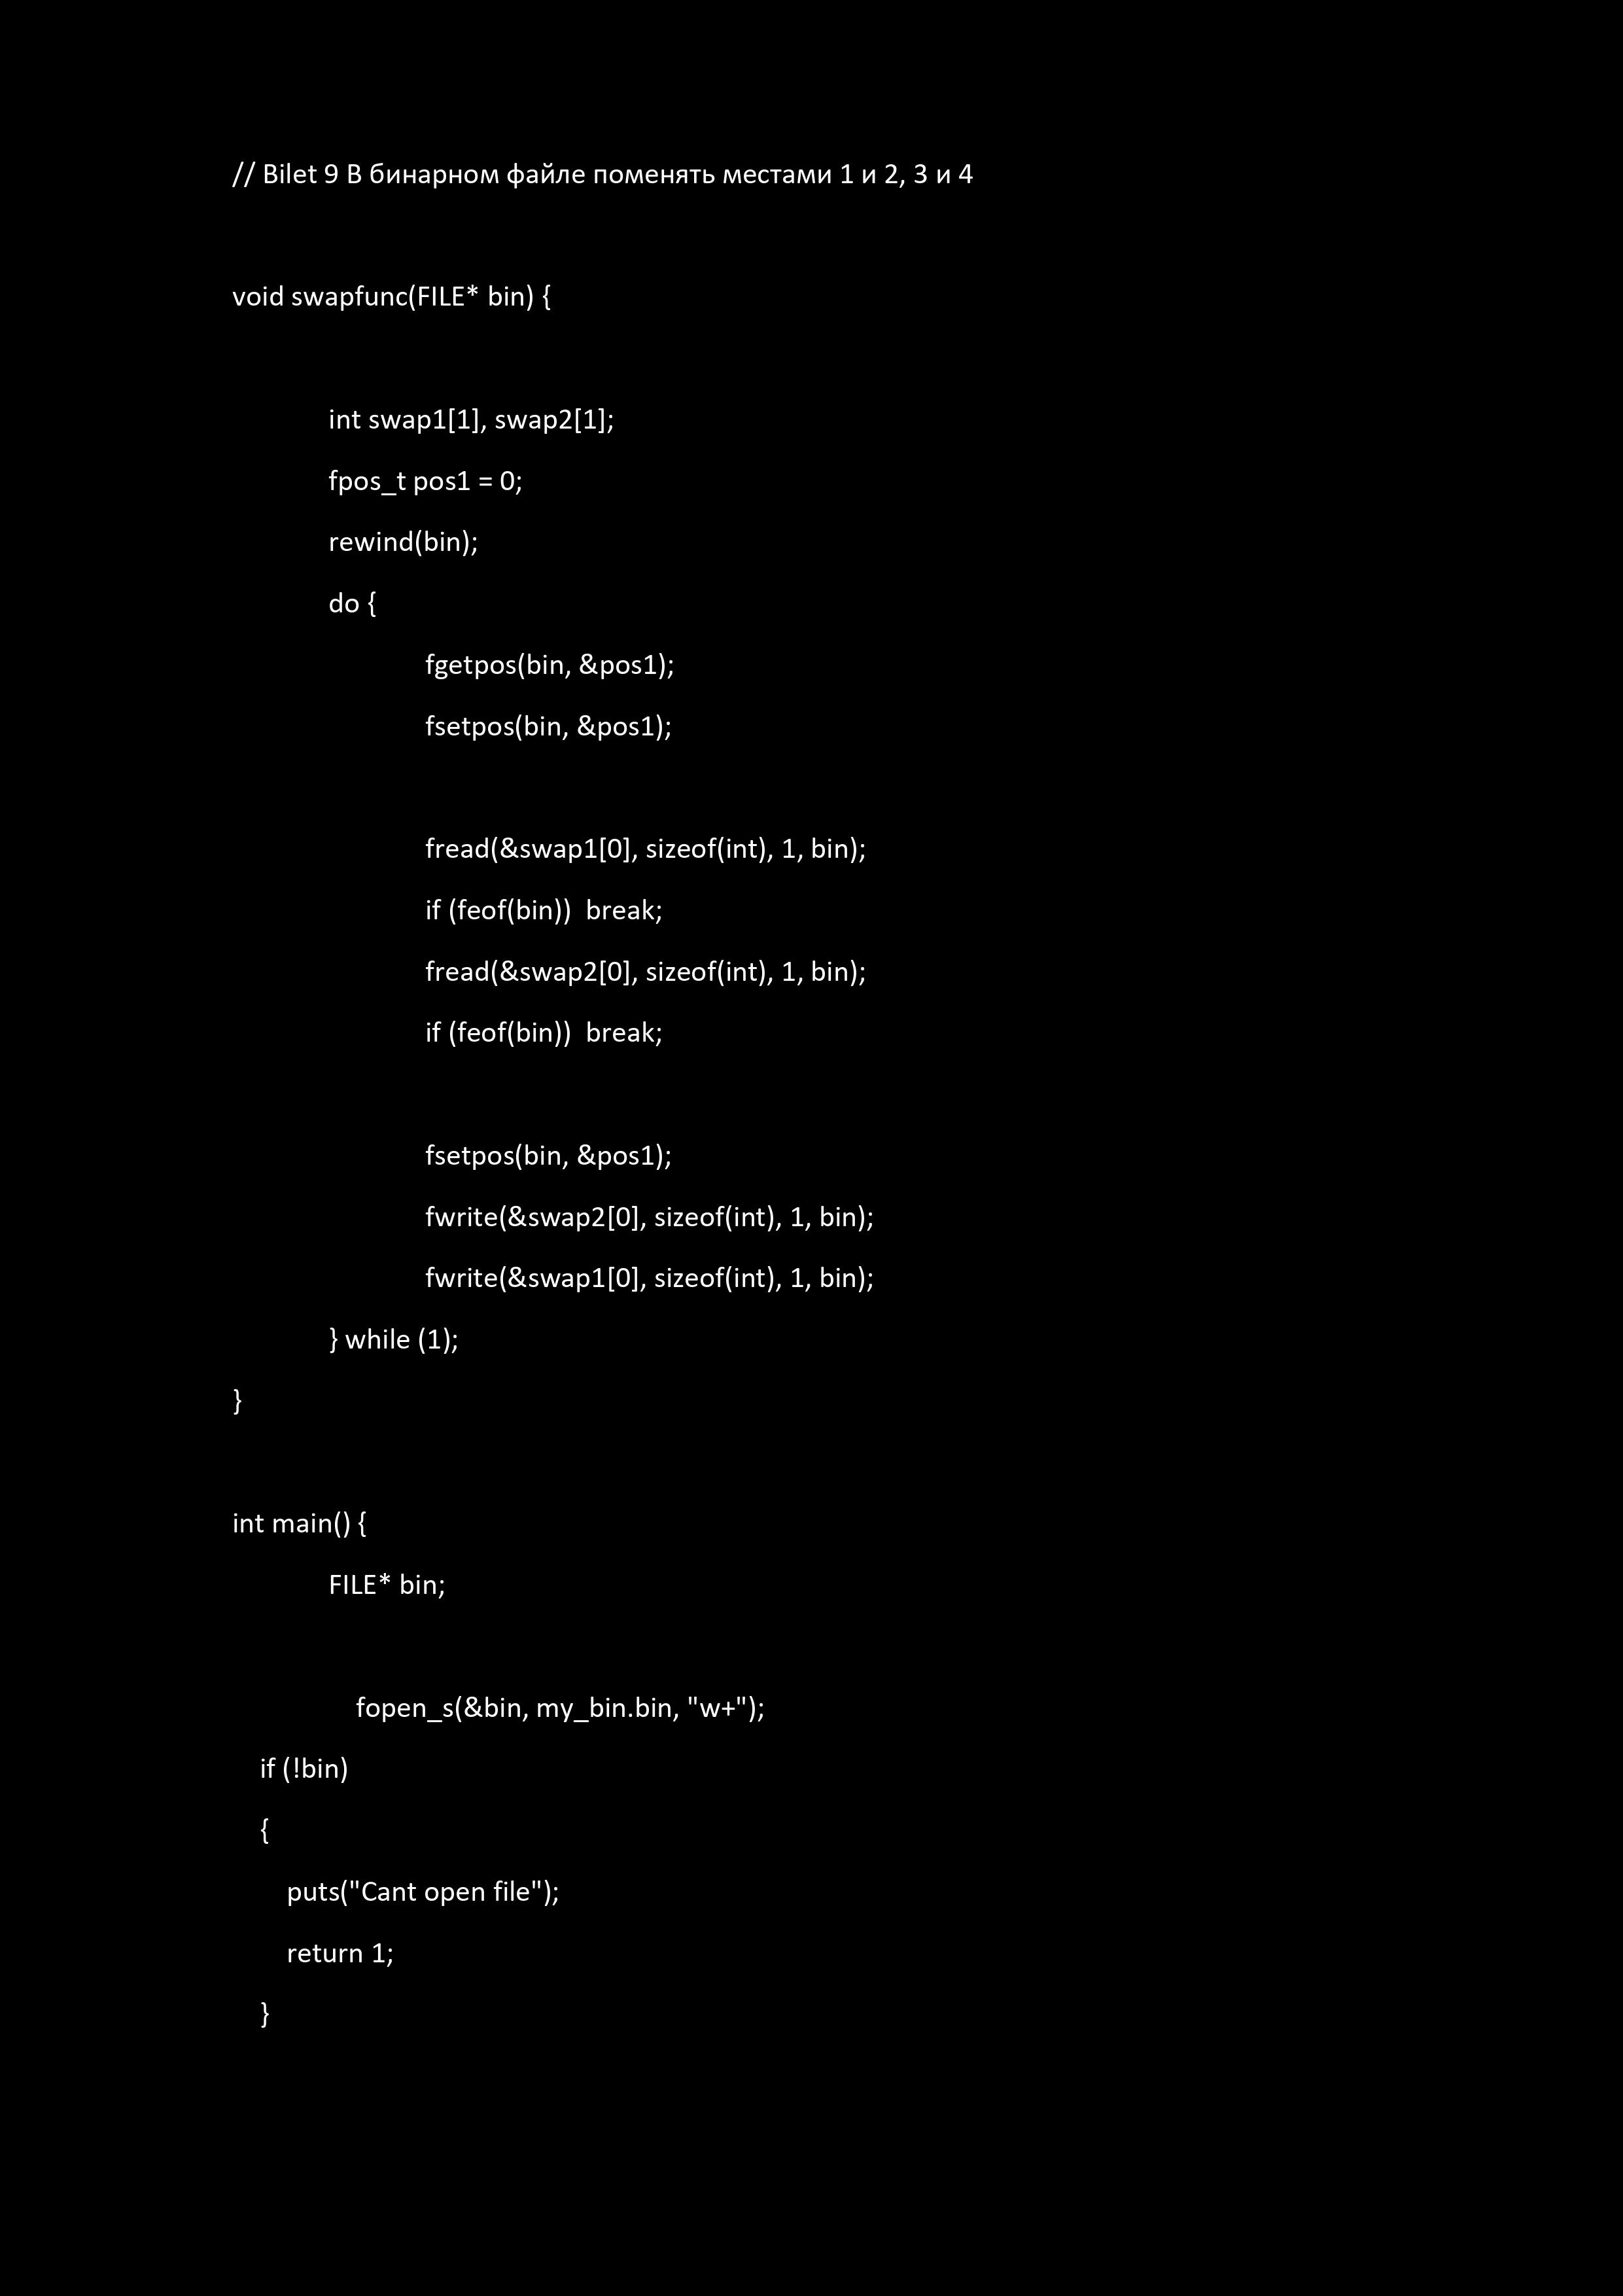 // Bilet 9 В бинарном файле поменять местами 1 и 2, 3 и 4
void swapfunc(FILE* bin) {
int swap1[1], swap2[1];
fpos_t pos1 = 0;
rewind(bin);
do {
fgetpos(bin, &pos1);
fsetpos(bin, &pos1);
fread(&swap1[0], sizeof(int), 1, bin);
if (feof(bin))  break;
fread(&swap2[0], sizeof(int), 1, bin);
if (feof(bin))  break;
fsetpos(bin, &pos1);
fwrite(&swap2[0], sizeof(int), 1, bin);
fwrite(&swap1[0], sizeof(int), 1, bin);
} while (1);
}
int main() {
FILE* bin;
fopen_s(&bin, my_bin.bin, "w+");
if (!bin)
{
puts("Cant open file");
return 1;
}